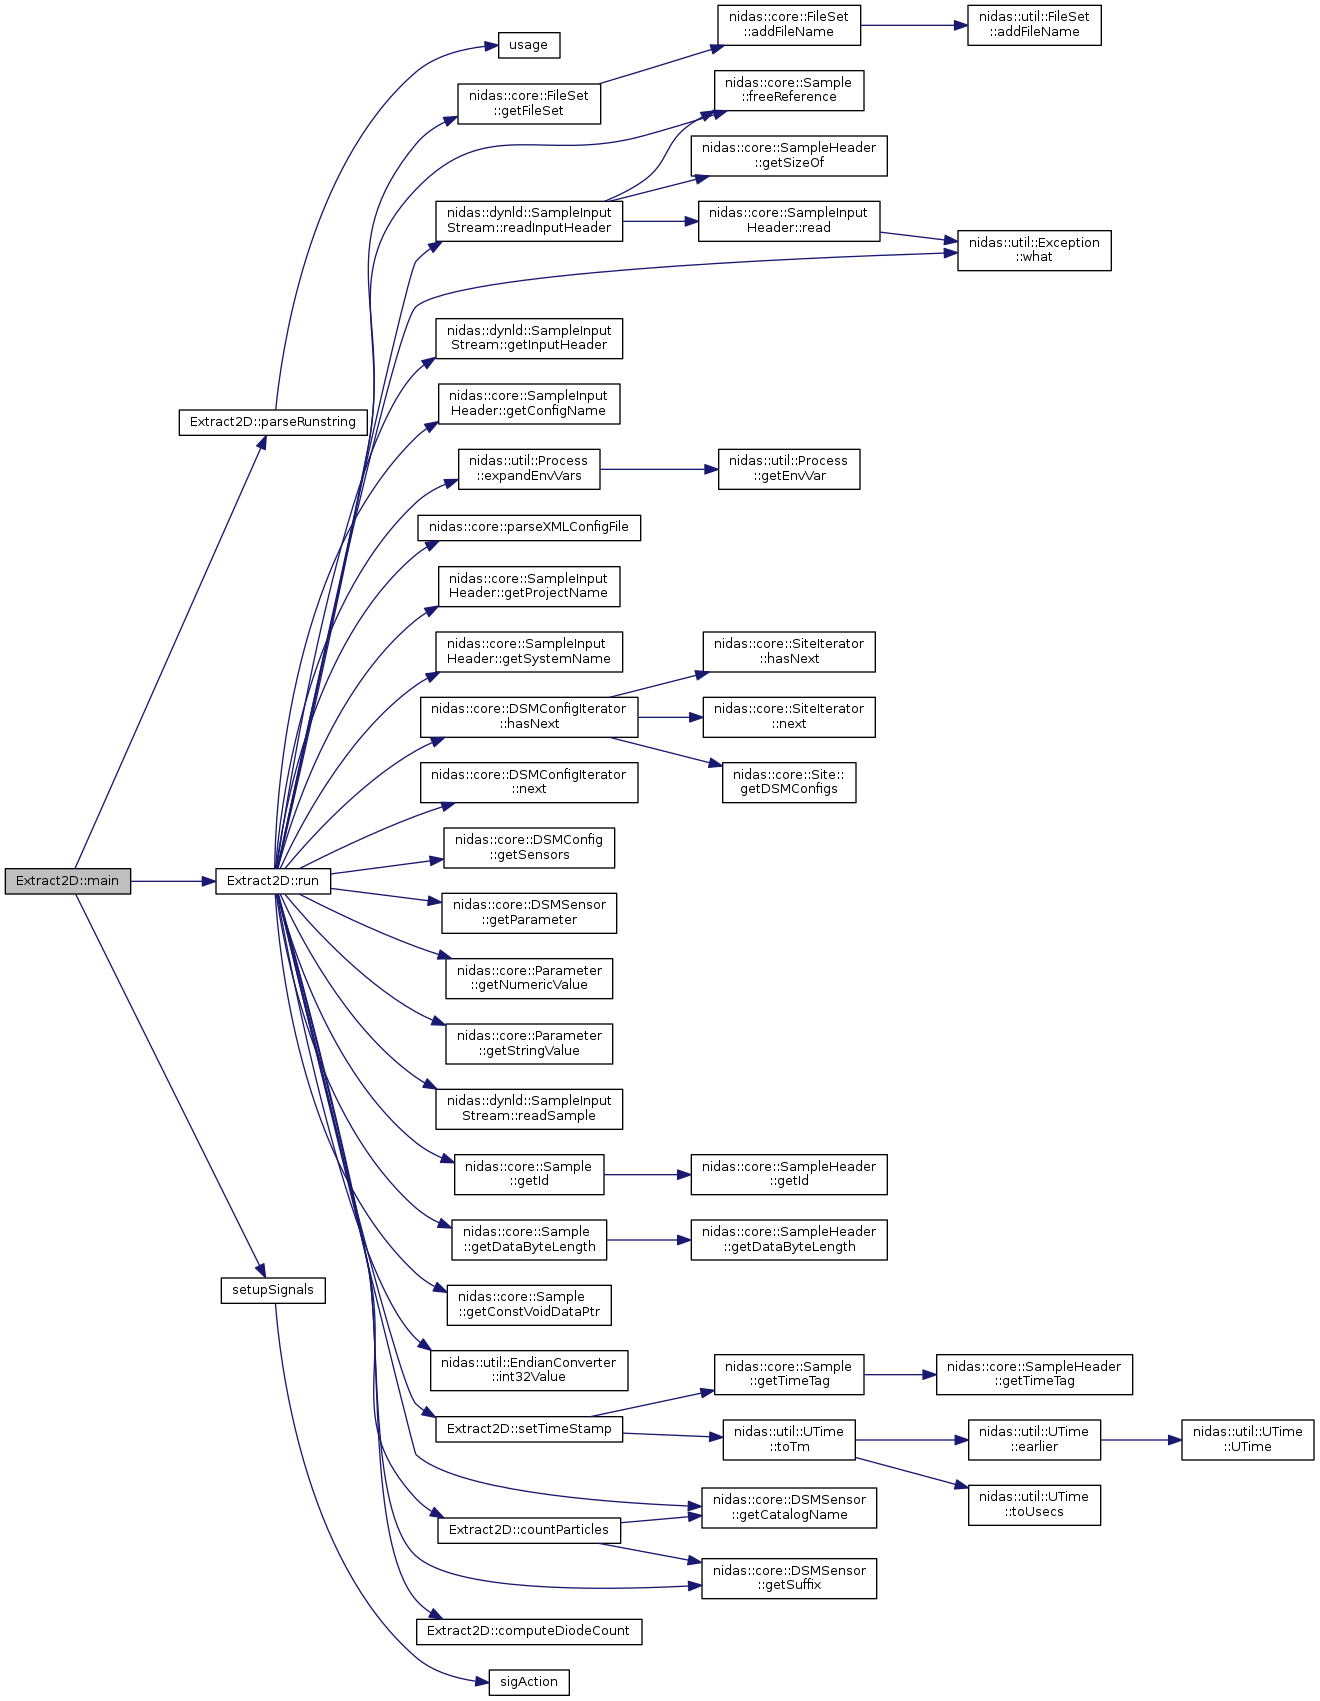 Extract2D::main
Extract2D::parseRunstring
Extract2D::run
setupSignals
usage
nidas::core::FileSet
::getFileSet
nidas::core::FileSet
::addFileName
nidas::util::FileSet
::addFileName
nidas::core::Sample
::freeReference
nidas::core::SampleHeader
::getSizeOf
nidas::dynld::SampleInput
Stream::readInputHeader
nidas::core::SampleInput
Header::read
nidas::util::Exception
::what
nidas::dynld::SampleInput
Stream::getInputHeader
nidas::core::SampleInput
Header::getConfigName
nidas::util::Process
::expandEnvVars
nidas::util::Process
::getEnvVar
nidas::core::parseXMLConfigFile
nidas::core::SampleInput
Header::getProjectName
nidas::core::SampleInput
Header::getSystemName
nidas::core::DSMConfigIterator
::hasNext
nidas::core::SiteIterator
::hasNext
nidas::core::SiteIterator
::next
nidas::core::Site::
getDSMConfigs
nidas::core::DSMConfigIterator
::next
nidas::core::DSMConfig
::getSensors
nidas::core::DSMSensor
::getParameter
nidas::core::Parameter
::getNumericValue
nidas::core::Parameter
::getStringValue
nidas::dynld::SampleInput
Stream::readSample
nidas::core::Sample
::getId
nidas::core::SampleHeader
::getId
nidas::core::Sample
::getDataByteLength
nidas::core::SampleHeader
::getDataByteLength
nidas::core::Sample
::getConstVoidDataPtr
nidas::util::EndianConverter
::int32Value
Extract2D::setTimeStamp
nidas::core::Sample
::getTimeTag
nidas::core::SampleHeader
::getTimeTag
nidas::util::UTime
::toTm
nidas::util::UTime
::earlier
nidas::util::UTime
::UTime
nidas::util::UTime
::toUsecs
Extract2D::countParticles
nidas::core::DSMSensor
::getCatalogName
nidas::core::DSMSensor
::getSuffix
Extract2D::computeDiodeCount
sigAction